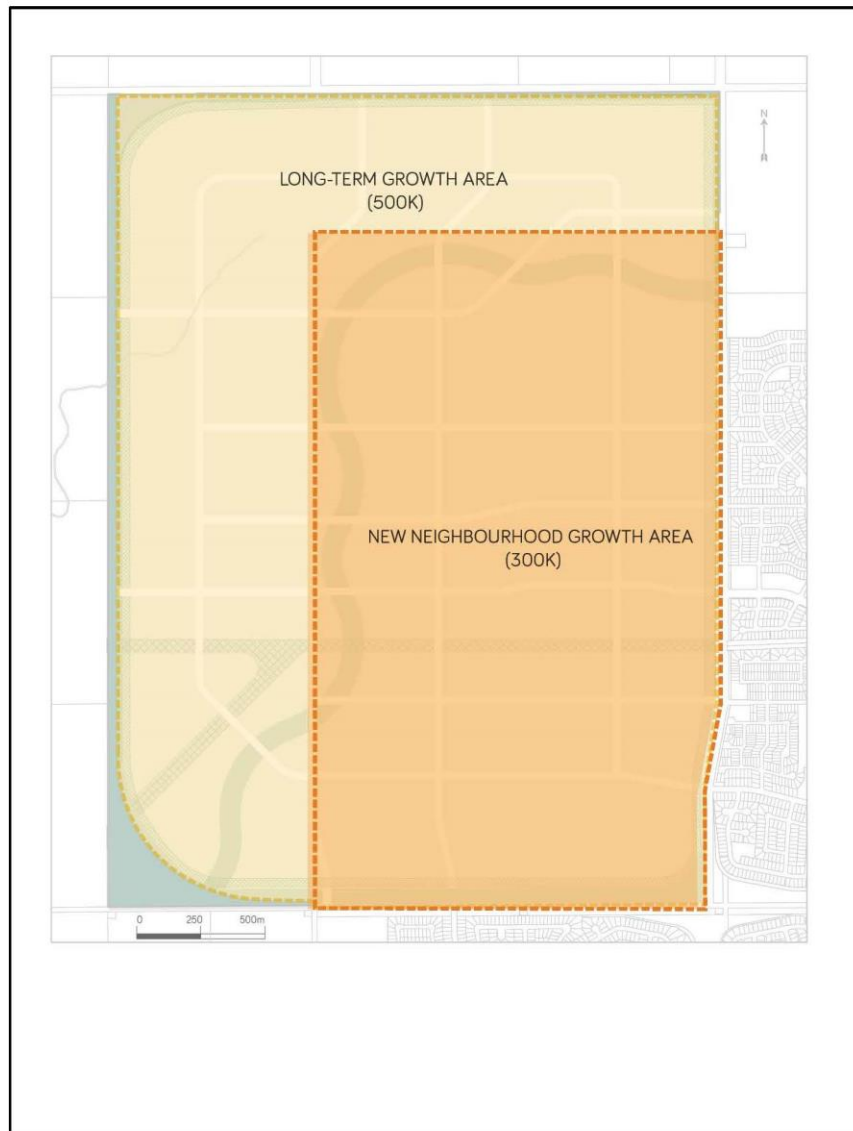 N
LONG-TERM GROWTH AREA
(500K)
NEW NEIGHBOURHOOD GROWTH AREA
(300K)
0 250 500m